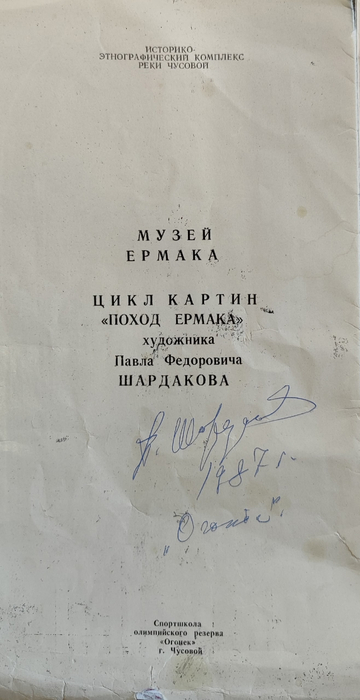 ИСТОРИКО-
ЭТНОГРАФИЧЕСКИЙ КОМПЛЕКС
РЕКИ ЧУСОВОЙ
МУЗЕЙ
ЕРМАКА
ЦИКЛ КАРТИН
«ПОХОД ЕРМАКА»
художника
Павла Федоровича
ШАРДАКОВА
1987 г.
"Огонек".
Спортшкола
олимпийского резерва
«Огонек»
г. Чусовой